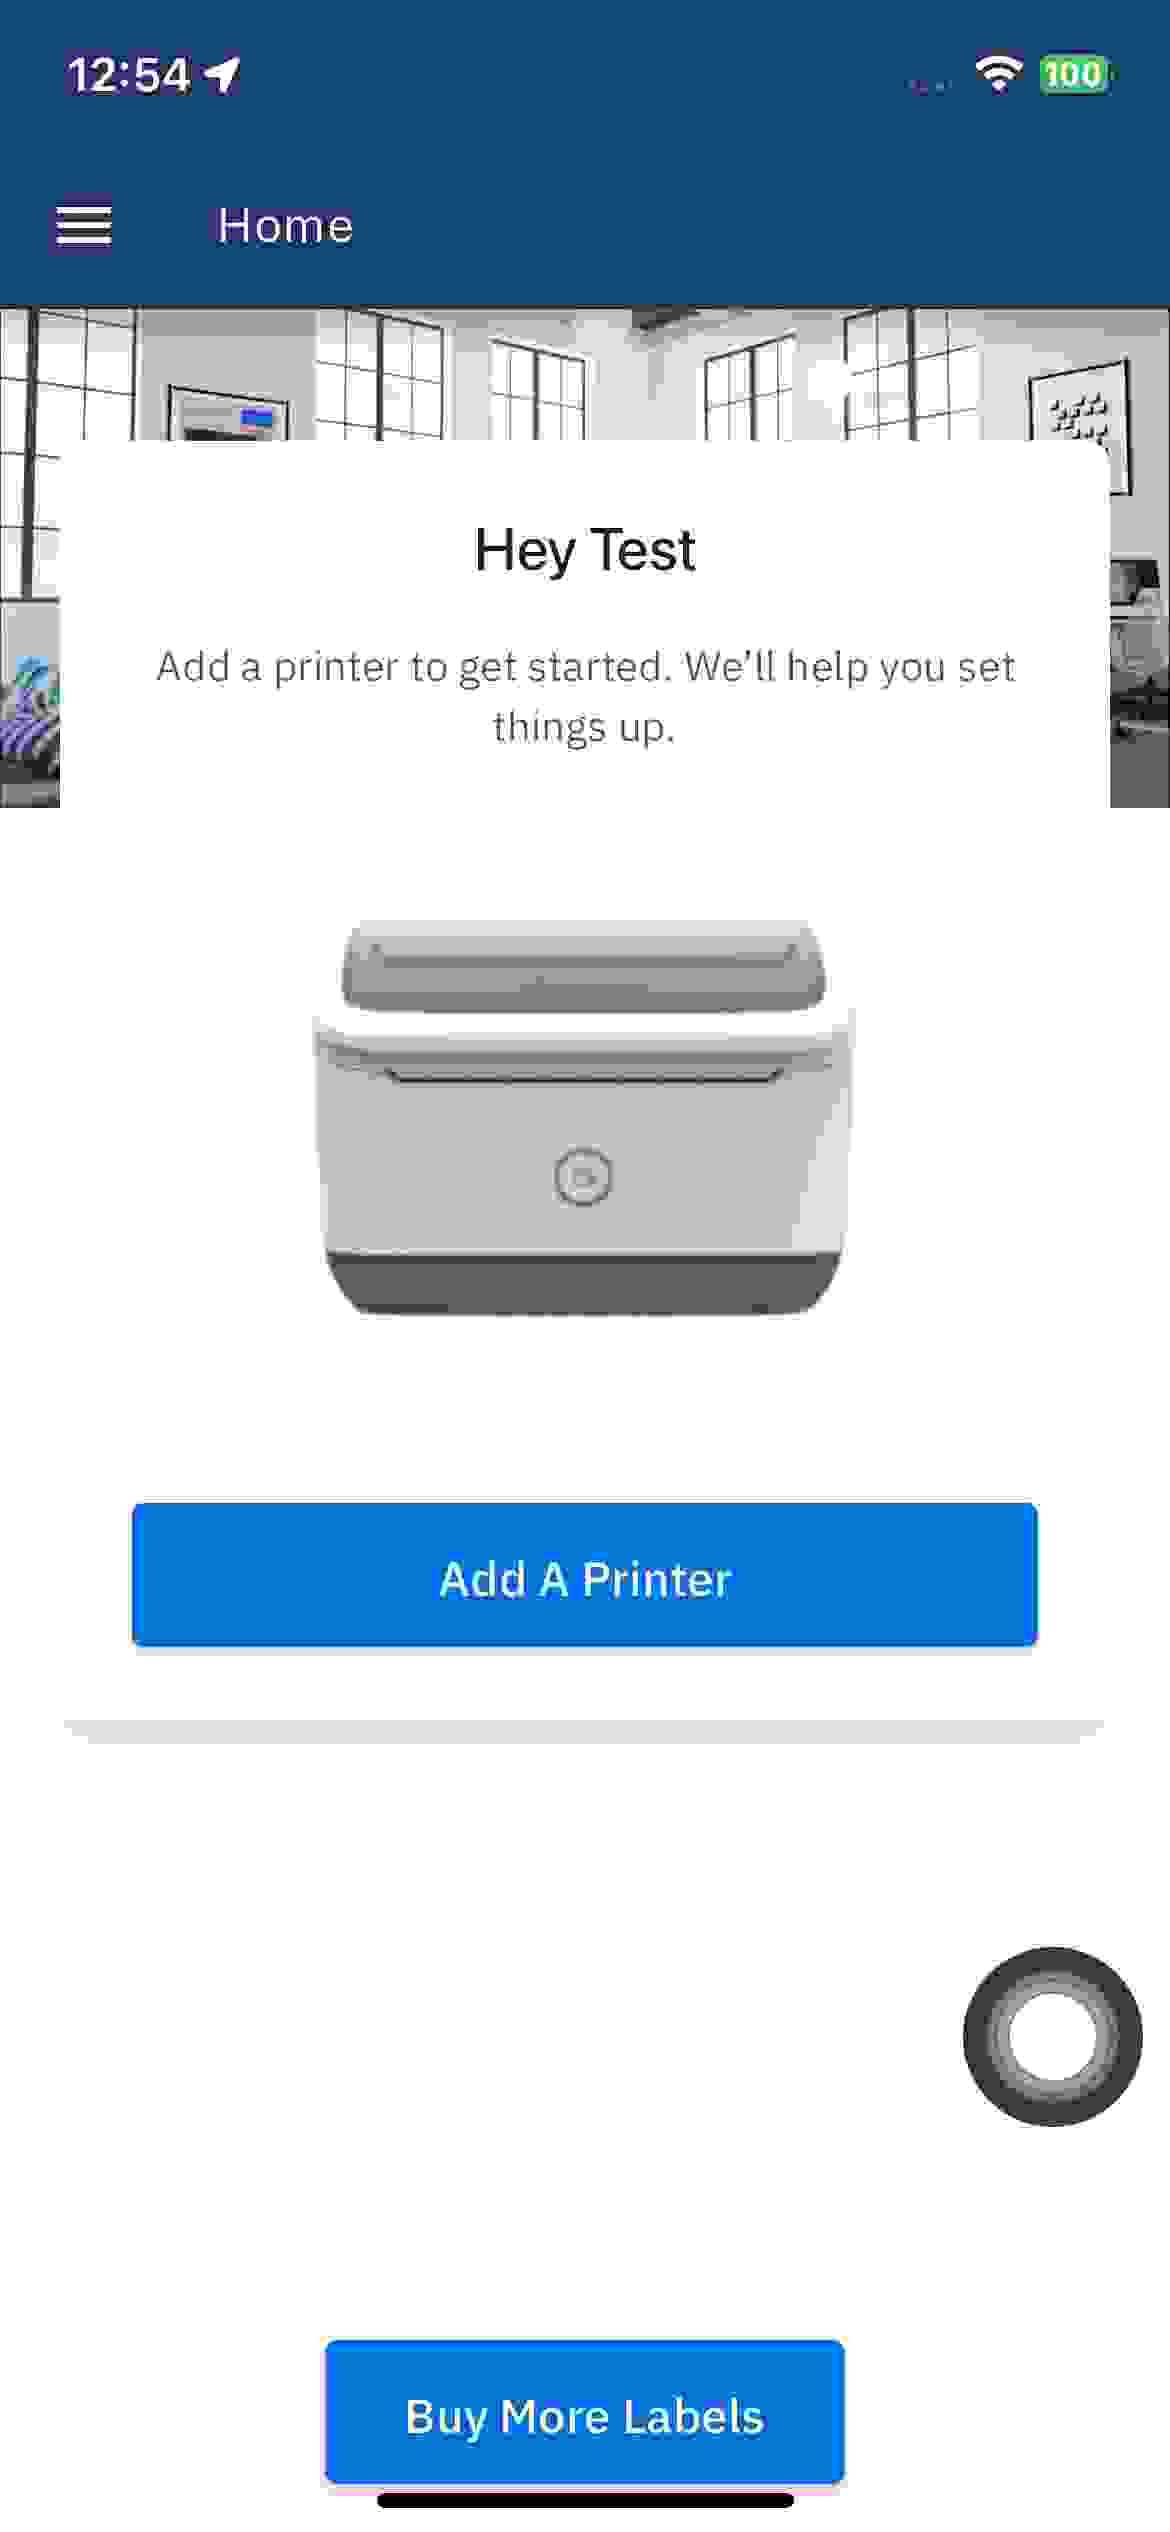 12:54
100
Home
Hey Test
Add a printer to get started. We'll help you set
things up.
Add A Printer
Buy More Labels